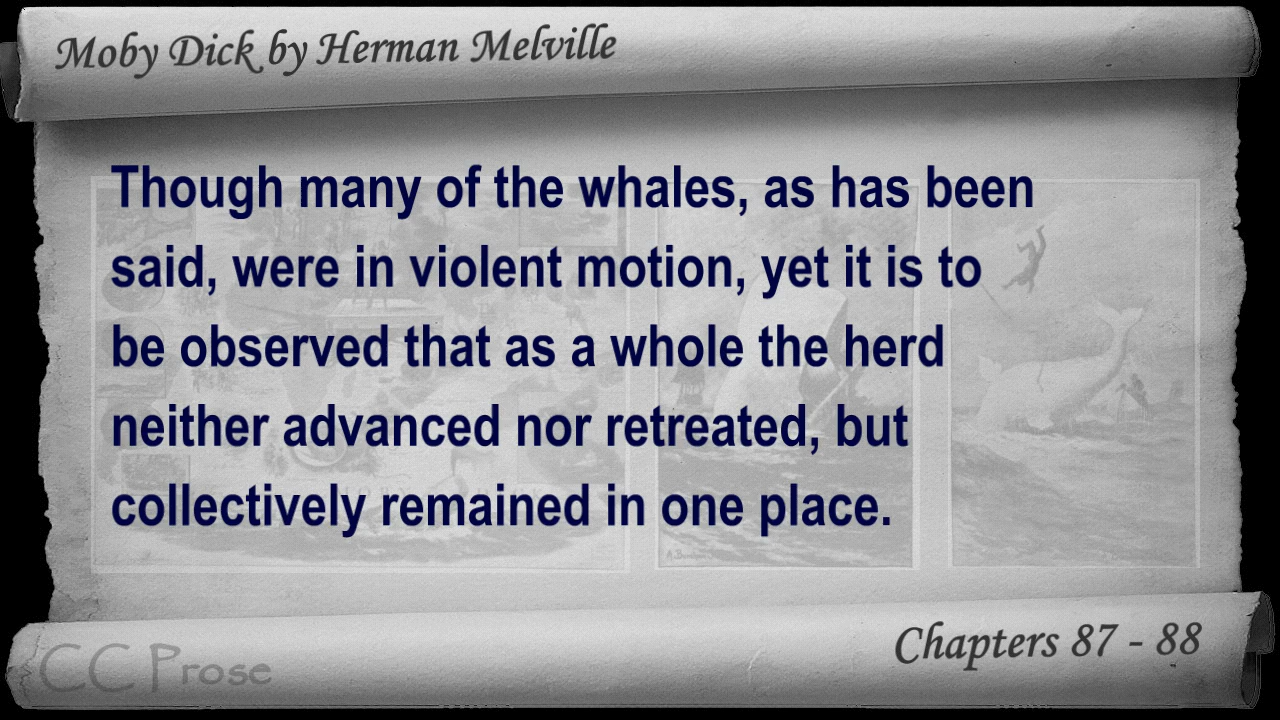 Moby Dick by Herman Melville
Though many of the whales, as has been
said, were in violent motion, yet it is to
be observed that as a whole the herd
neither advanced nor retreated, but
collectively remained in one place.
Chapters 87 - 88
CC Prose